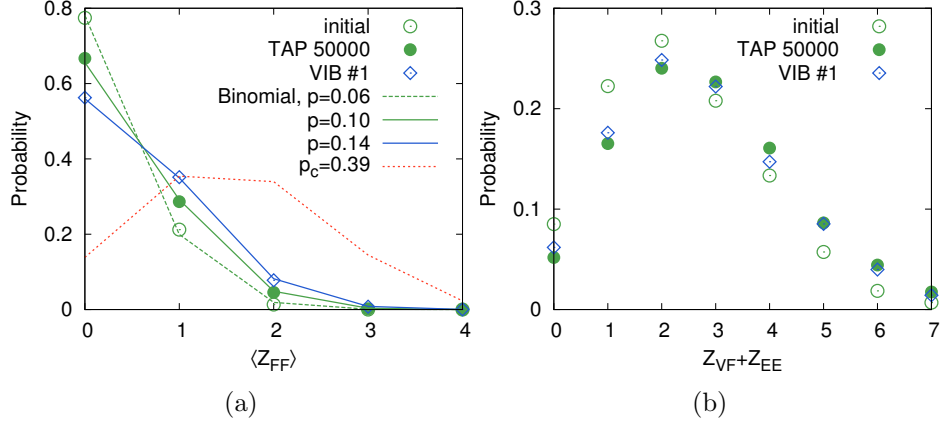 initial
TAP 50000
VIB #1
Binomial, p=0.06
p=0.10
p=0.14
p_c=0.39
Probability
0.8
0.6
0.4
0.2
0
0 1 2 3 4
⟨Z_FF⟩
(a)
initial
TAP 50000
VIB #1
Probability
0.3
0.2
0.1
0
0 1 2 3 4 5 6 7
Z_VF+Z_EE
(b)